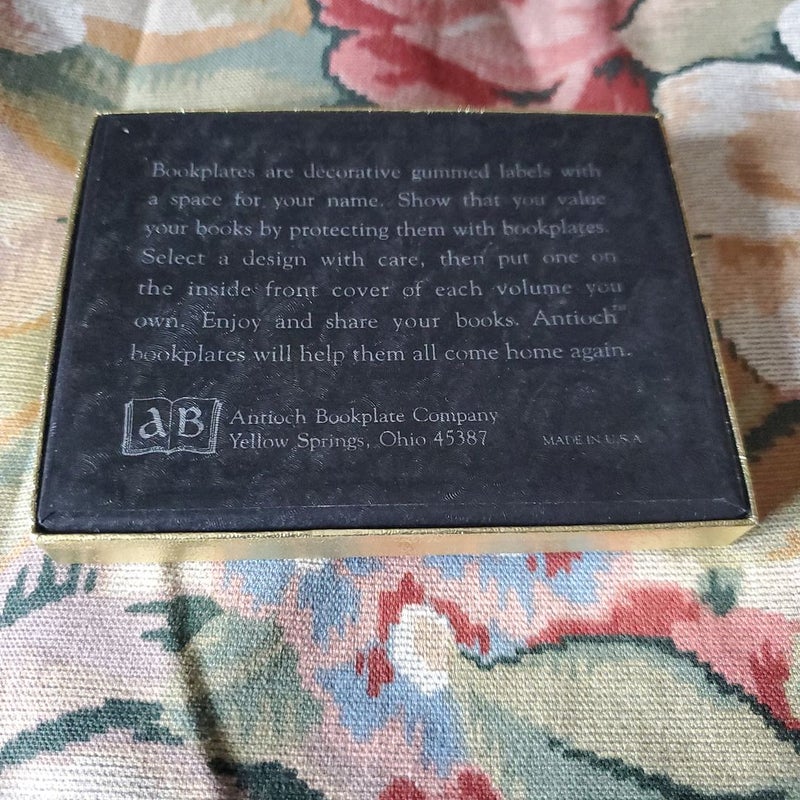 Bookplates are decorative gummed labels with
a space for your name. Show that you value
your books by protecting them with bookplates.
Select a design with care, then put one on
the inside front cover of each volume you
own. Enjoy and share your books. Antioch™
bookplates will help them all come home again.
AB
Antioch Bookplate Company
Yellow Springs, Ohio 45387
MADE IN U.S.A.